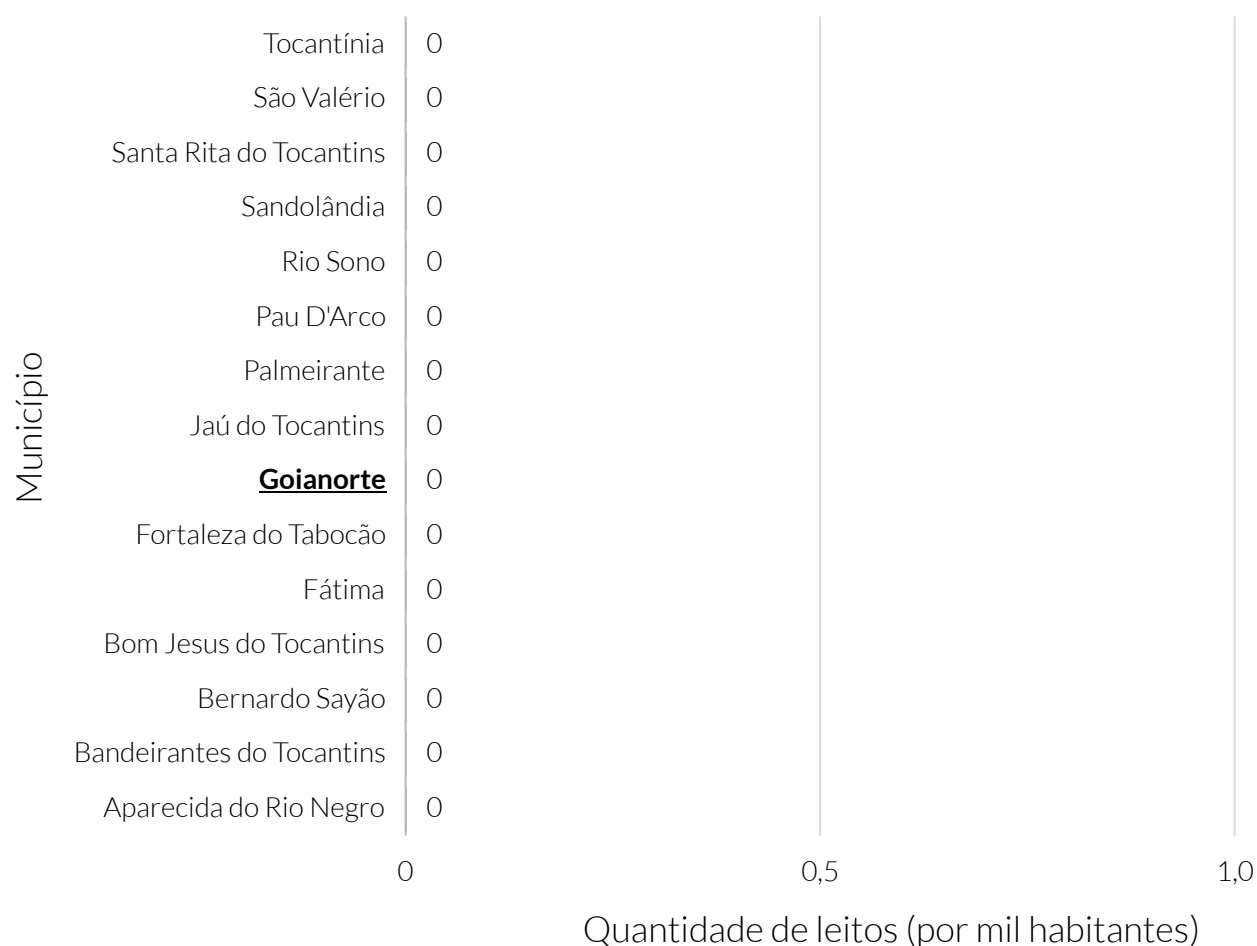 Tocantínia 0
São Valério 0
Santa Rita do Tocantins 0
Sandolândia 0
Rio Sono 0
Pau D'Arco 0
Palmeirante 0
Jaú do Tocantins 0
Goianorte 0
Fortaleza do Tabocão 0
Fátima 0
Bom Jesus do Tocantins 0
Bernardo Sayão 0
Bandeirantes do Tocantins 0
Aparecida do Rio Negro 0
Município
0 0,5 1,0
Quantidade de leitos (por mil habitantes)